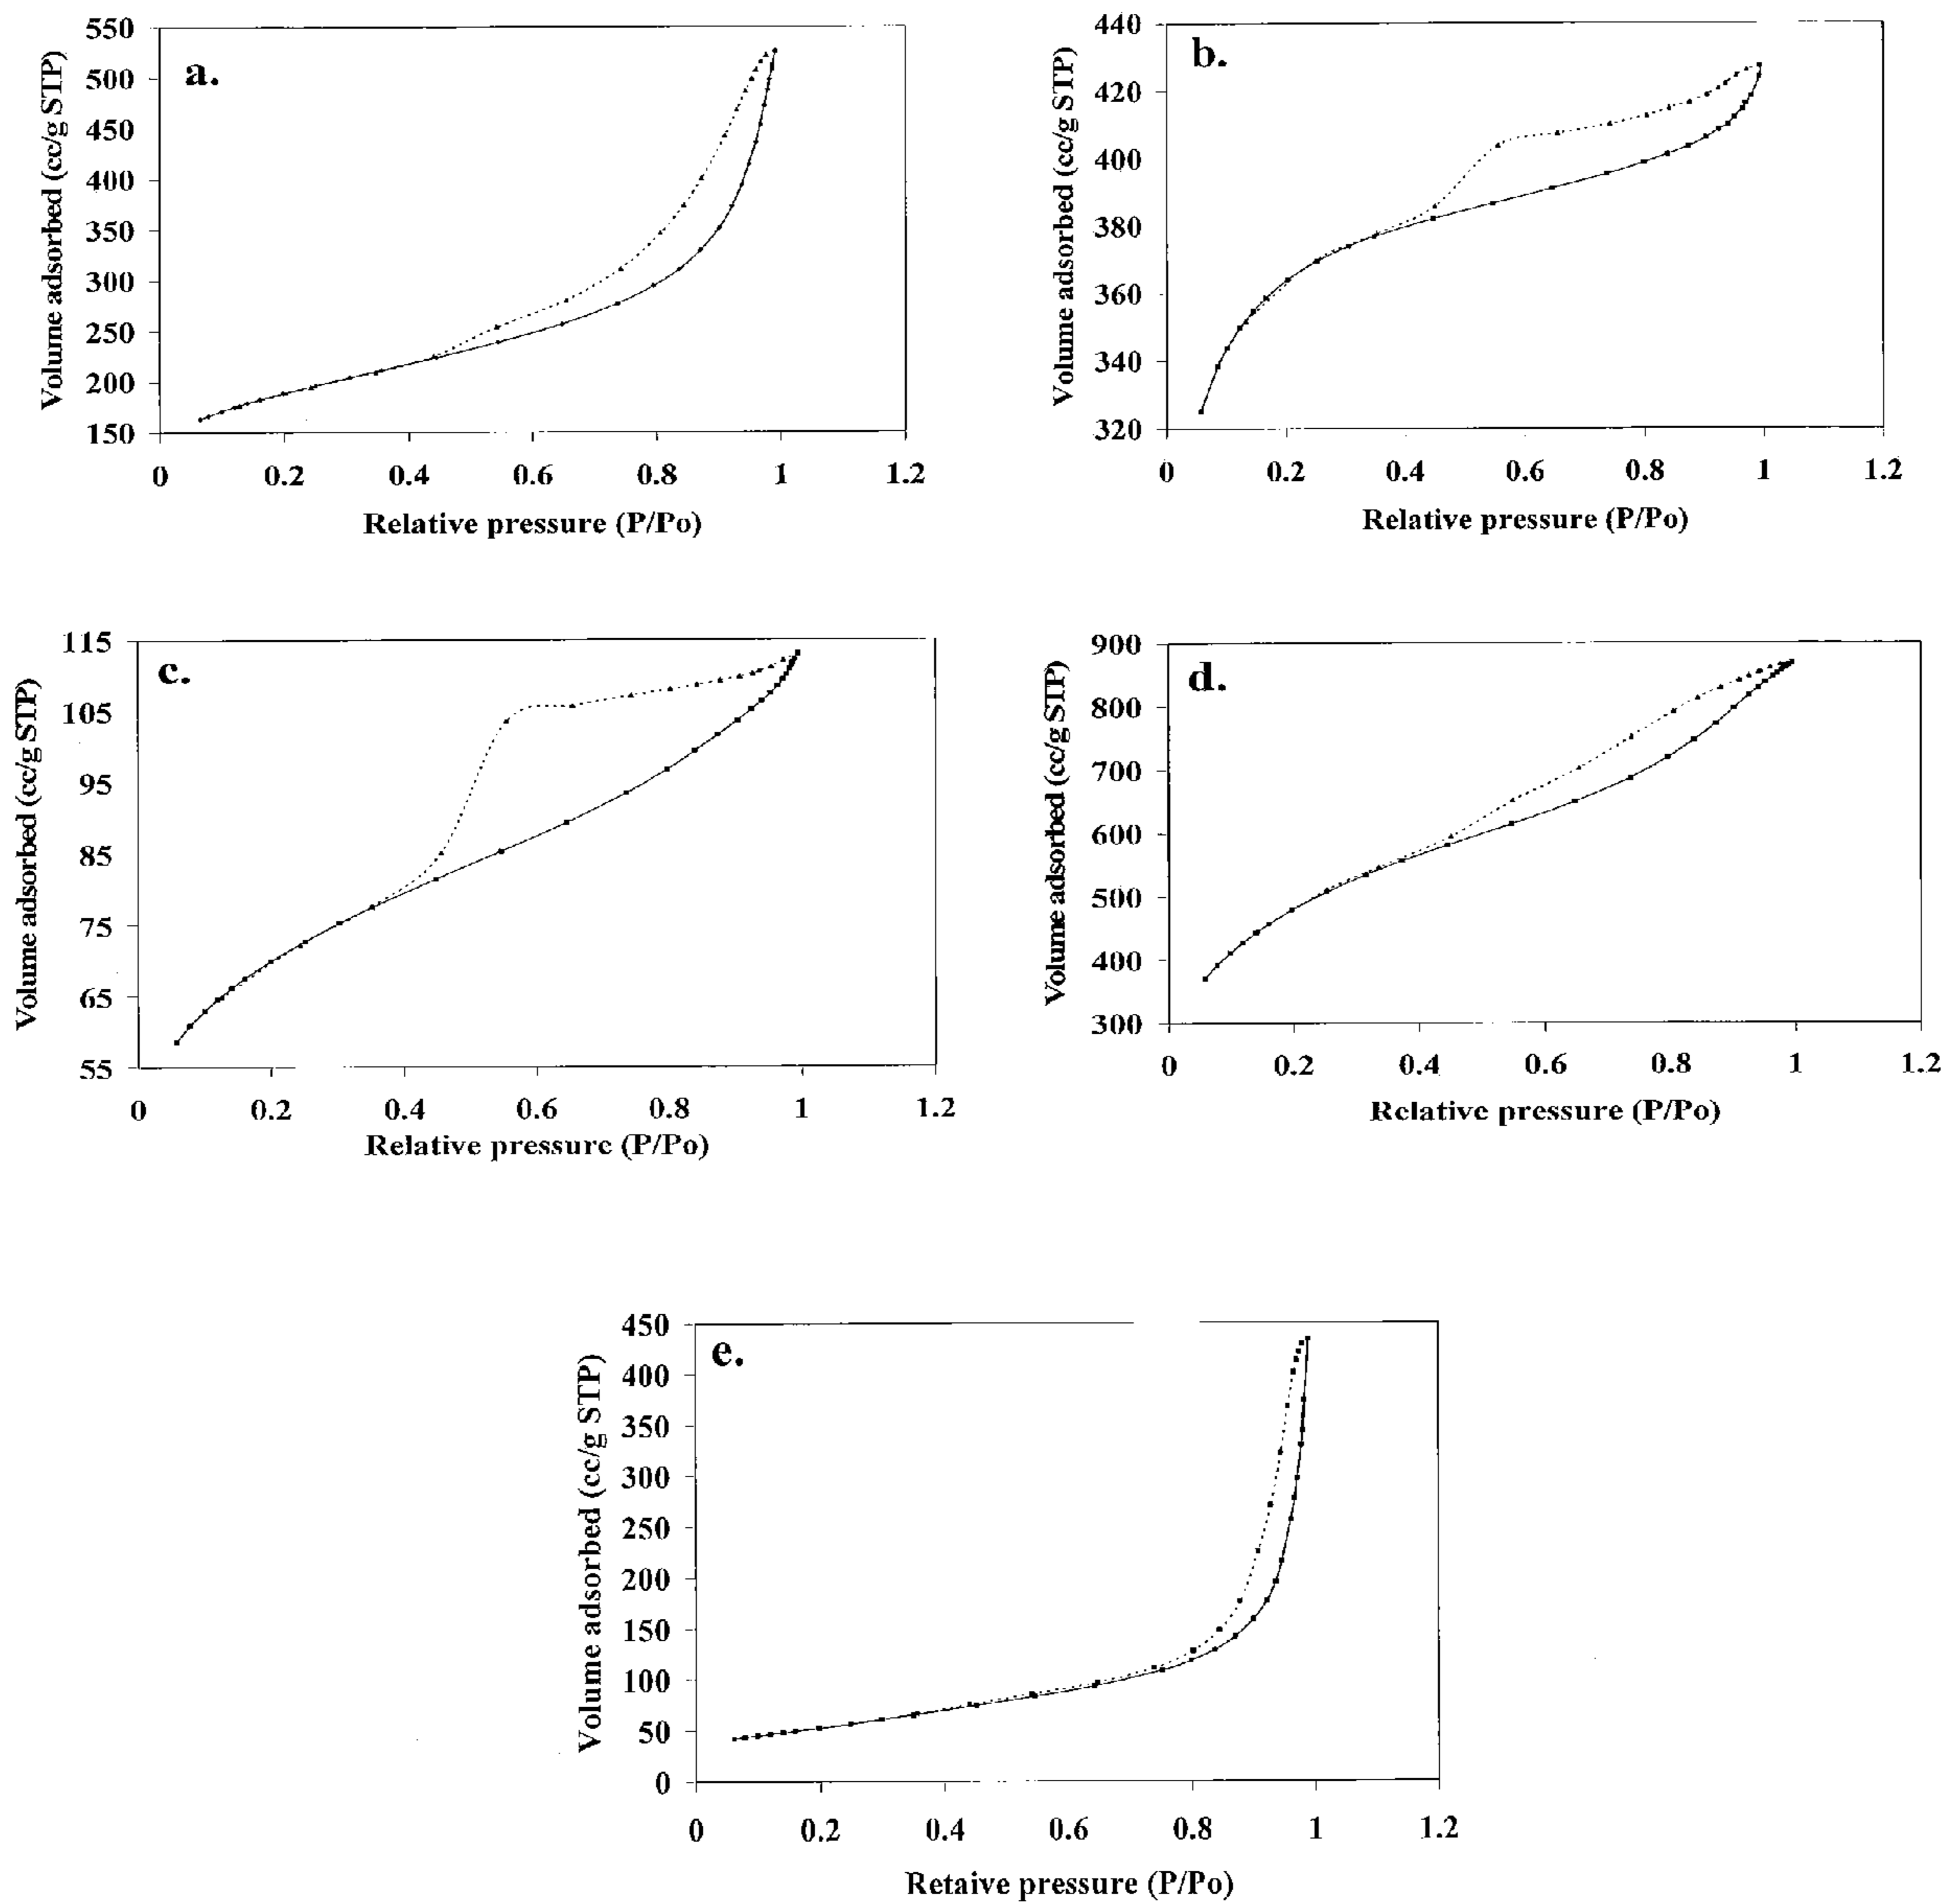 a.
Volume adsorbed (cc/g STP)
550
500
450
400
350
300
250
200
150
0 0.2 0.4 0.6 0.8 1 1.2
Relative pressure (P/Po)
b.
Volume adsorbed (cc/g STP)
440
420
400
380
360
340
320
0 0.2 0.4 0.6 0.8 1 1.2
Relative pressure (P/Po)
c.
Volume adsorbed (cc/g STP)
115
105
95
85
75
65
55
0 0.2 0.4 0.6 0.8 1 1.2
Relative pressure (P/Po)
d.
Volume adsorbed (cc/g STP)
900
800
700
600
500
400
300
0 0.2 0.4 0.6 0.8 1 1.2
Relative pressure (P/Po)
e.
Volume adsorbed (cc/g STP)
450
400
350
300
250
200
150
100
50
0
0 0.2 0.4 0.6 0.8 1 1.2
Retaive pressure (P/Po)